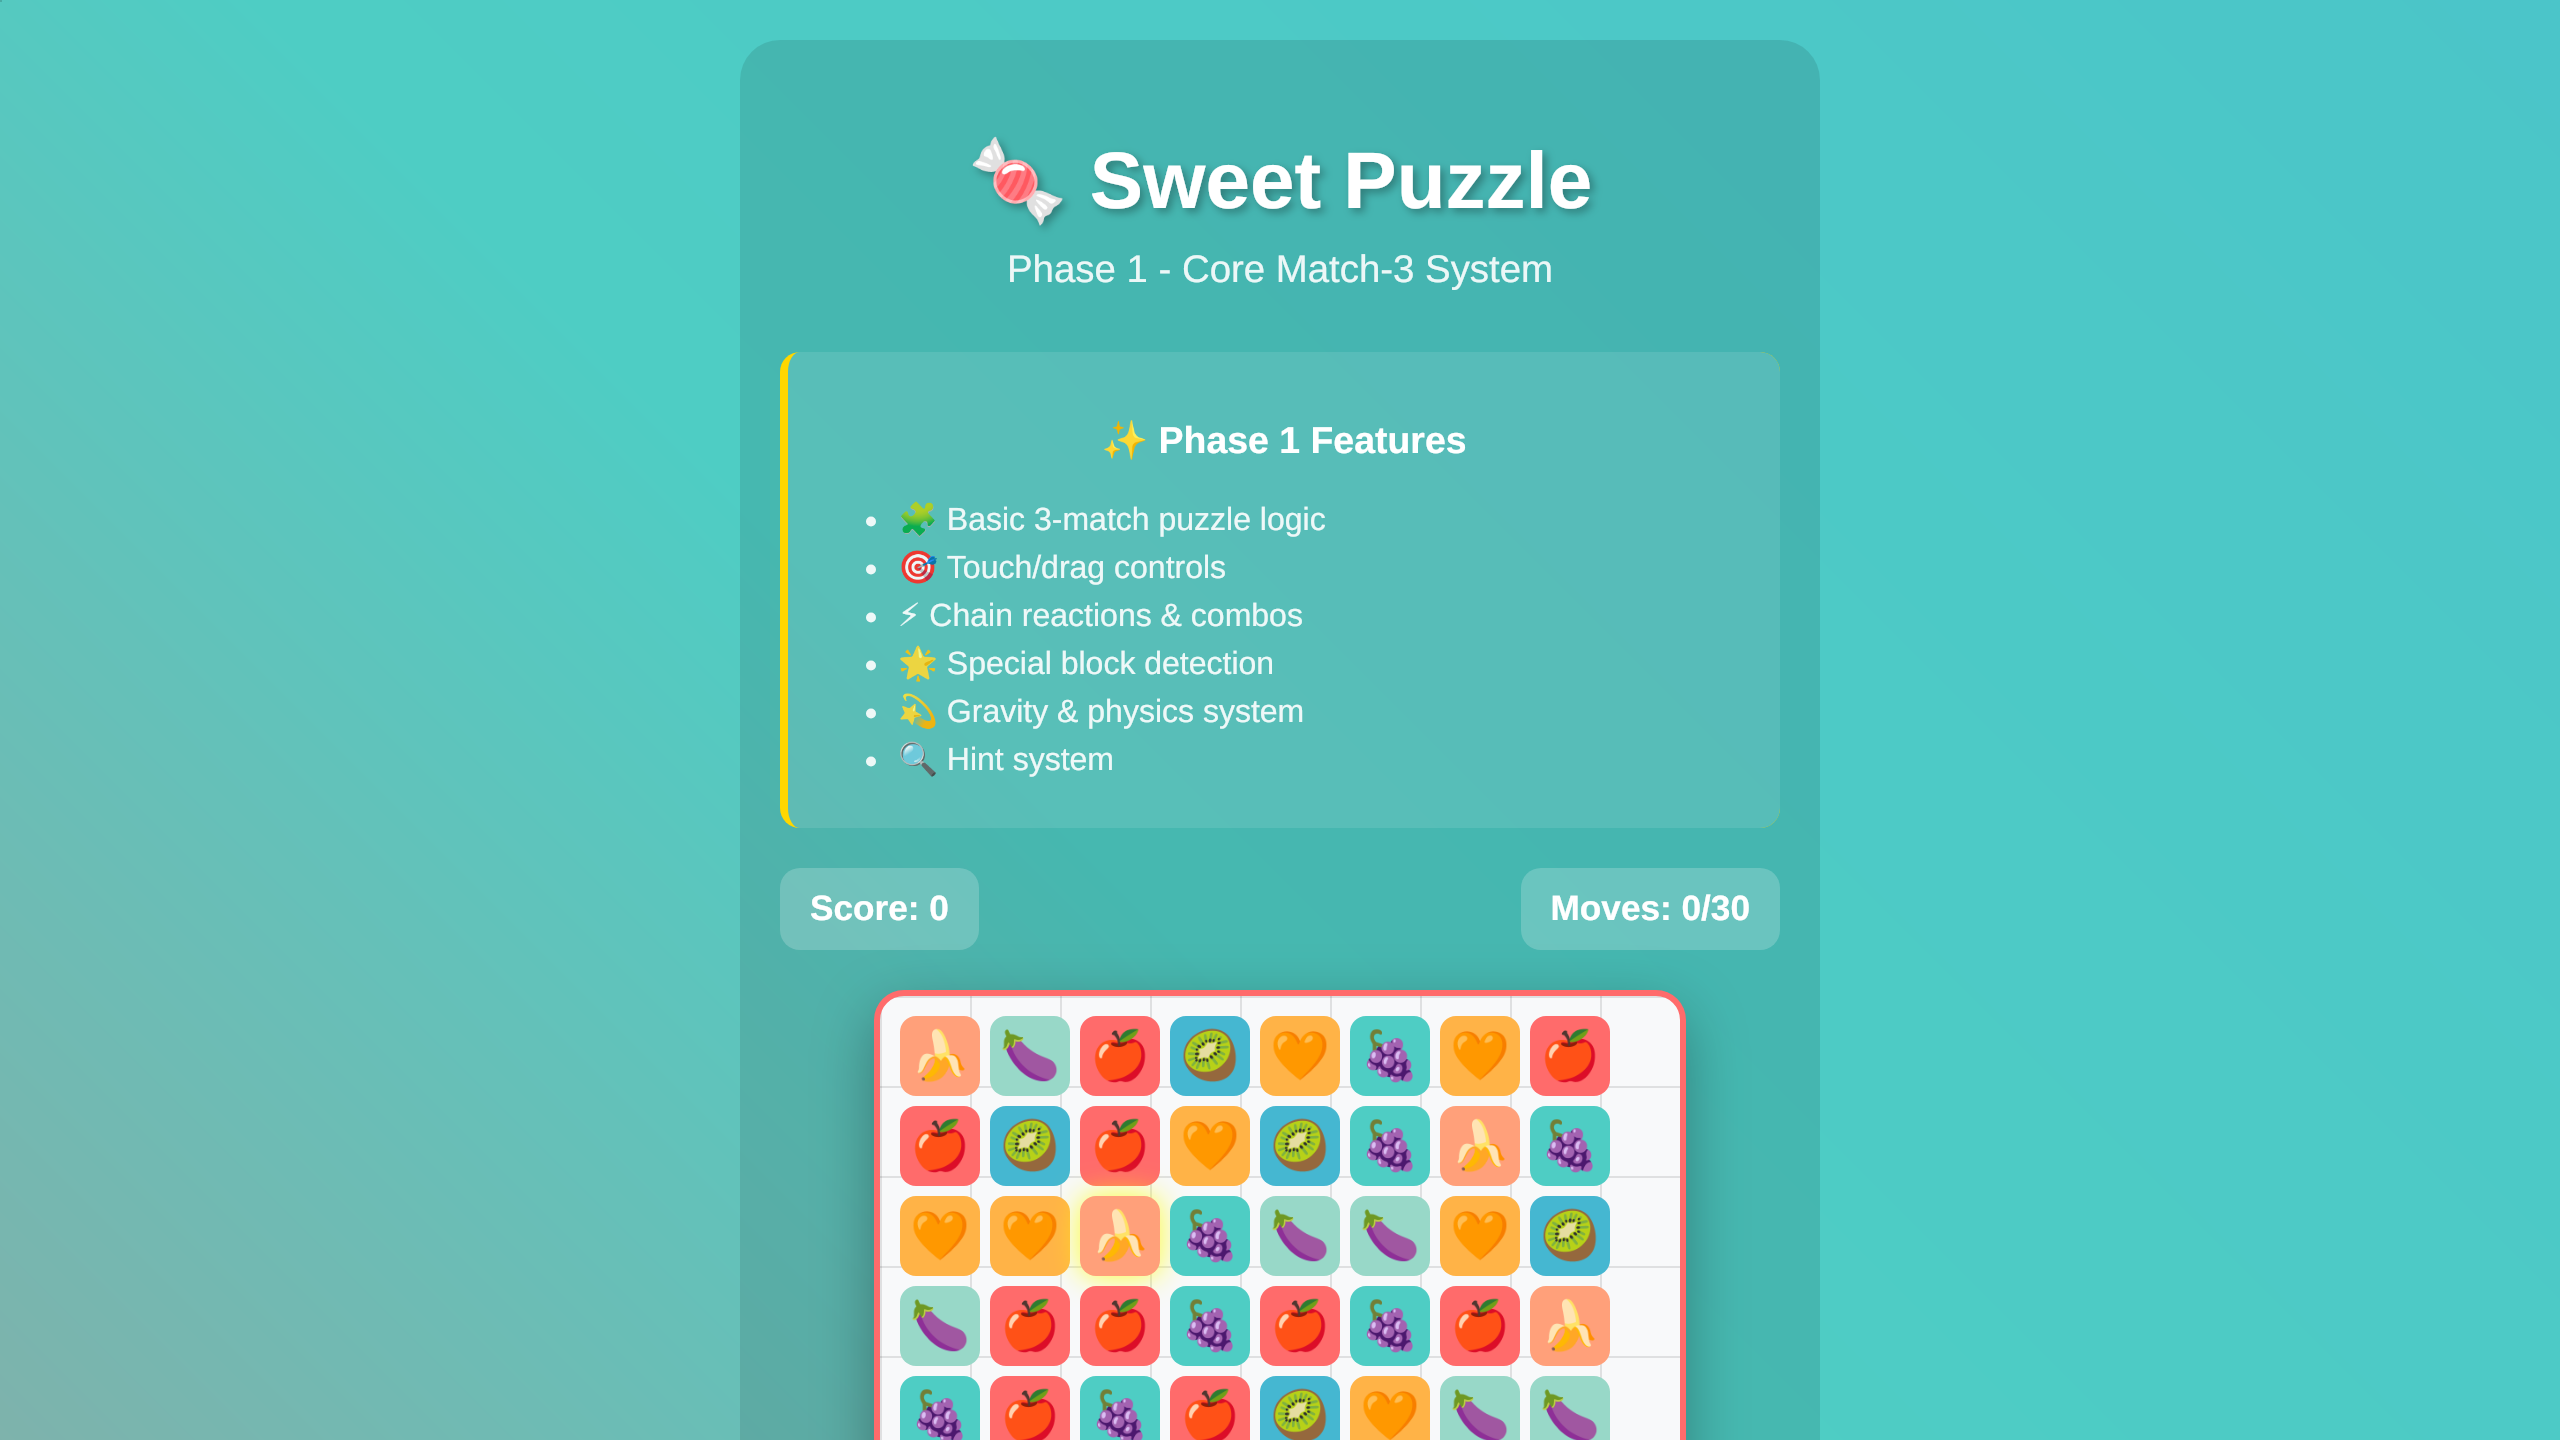 🍬 Sweet Puzzle
Phase 1 - Core Match-3 System
✨ Phase 1 Features
• 🧩 Basic 3-match puzzle logic
• 🎯 Touch/drag controls
• ⚡ Chain reactions & combos
• 🌟 Special block detection
• 💫 Gravity & physics system
• 🔍 Hint system
Score: 0
Moves: 0/30